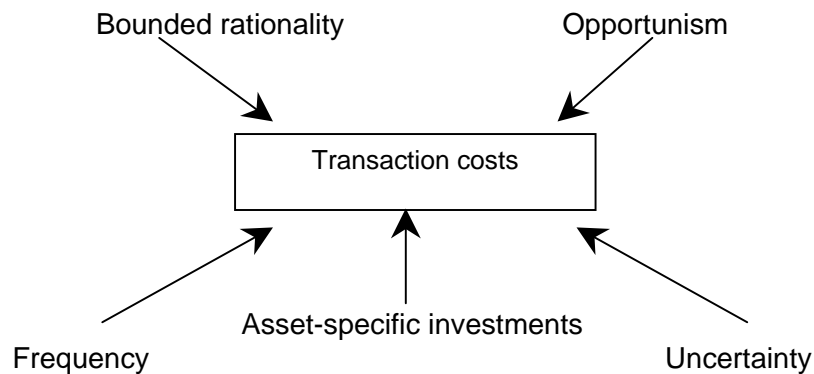 Bounded rationality
Opportunism
Transaction costs
Asset-specific investments
Frequency
Uncertainty